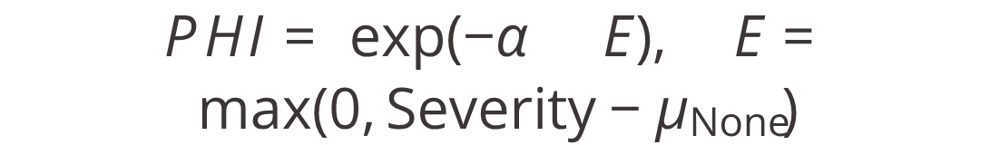 PHI = exp(−α E), E =
max(0, Severity − μNone)